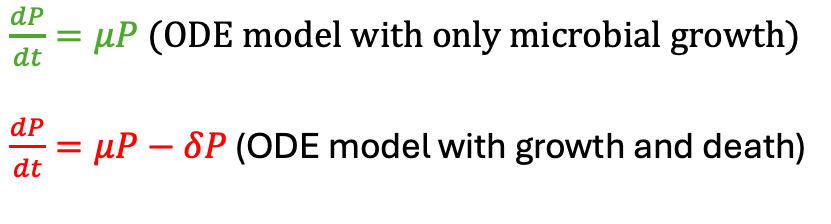 dP/dt = μP (ODE model with only microbial growth)
dP/dt = μP − δP (ODE model with growth and death)